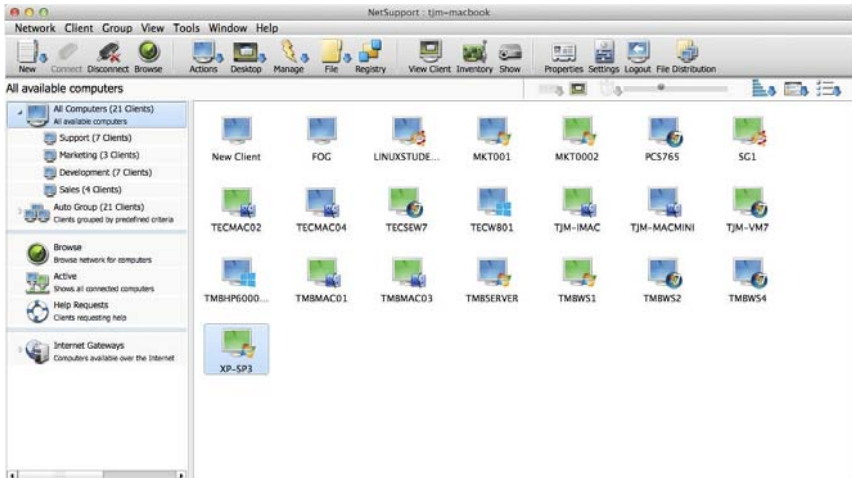 NetSupport : tjm-macbook
Network Client Group View Tools Window Help
New Connect Disconnect Browse Actions Desktop Manage File Registry View Client Inventory Show Properties Settings Logout File Distribution
All available computers
All Computers (21 Clients)
All available computers
Support (7 Clients)
Marketing (3 Clients)
Development (7 Clients)
Sales (4 Clients)
Auto Group (21 Clients)
Clients grouped by predefined criteria
Browse
Browse network for computers
Active
Shows all connected computers
Help Requests
Clients requesting help
Internet Gateways
Computers available over the Internet
New Client FOG LINUXSTUDE... MKT001 MKT0002 PCS765 SG1
TECMAC02 TECMAC04 TECSEW7 TECW801 TJM-IMAC TJM-MACMINI TJM-VM7
TMBHP6000... TMBMAC01 TMBMAC03 TMBSERVER TMBWS1 TMBWS2 TMBWS4
XP-SP3